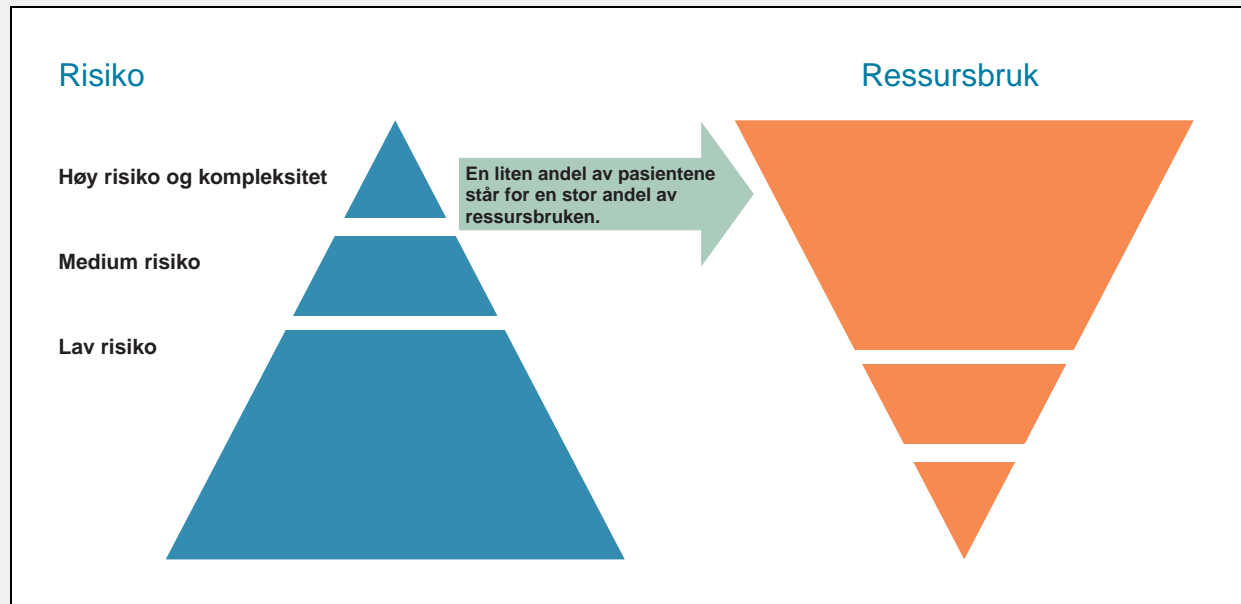 Risiko
Ressursbruk
Høy risiko og kompleksitet
En liten andel av pasientene
står for en stor andel av
ressursbruken.
Medium risiko
Lav risiko